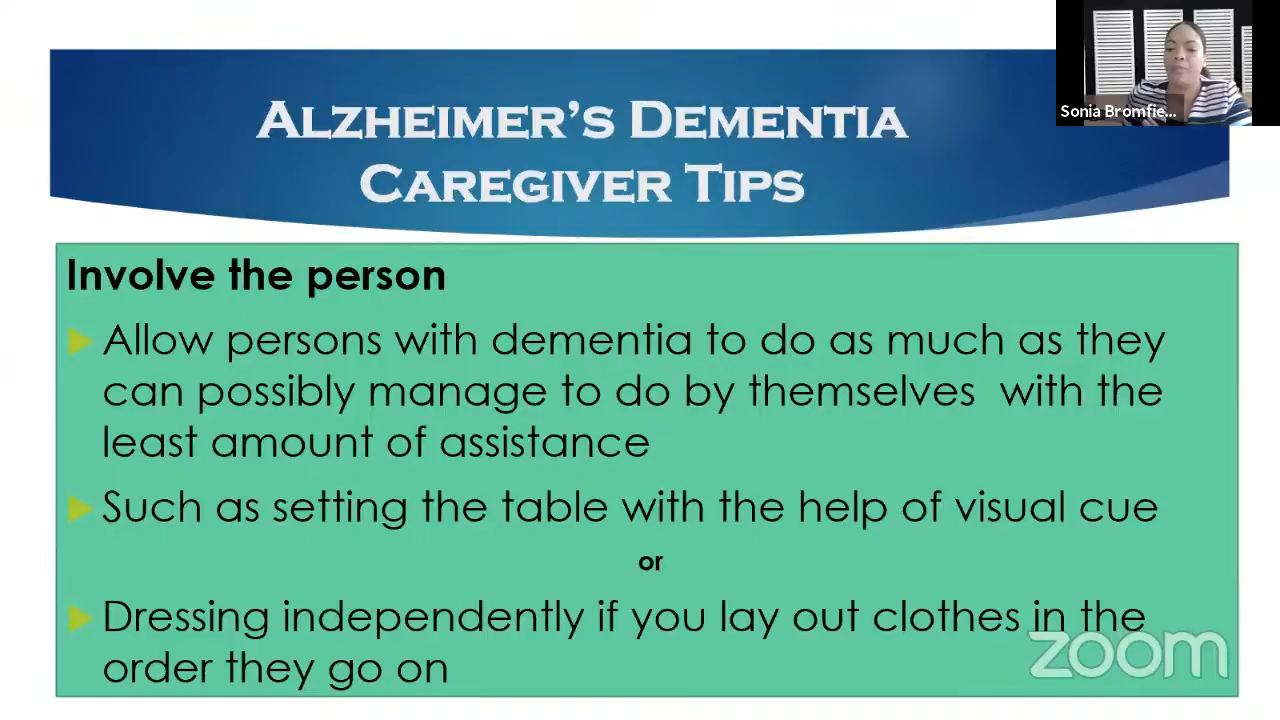 Alzheimer's Dementia
Caregiver Tips
Sonia Bromfie...
Involve the person
Allow persons with dementia to do as much as they
can possibly manage to do by themselves with the
least amount of assistance
Such as setting the table with the help of visual cue
or
Dressing independently if you lay out clothes in the
order they go on
zoom